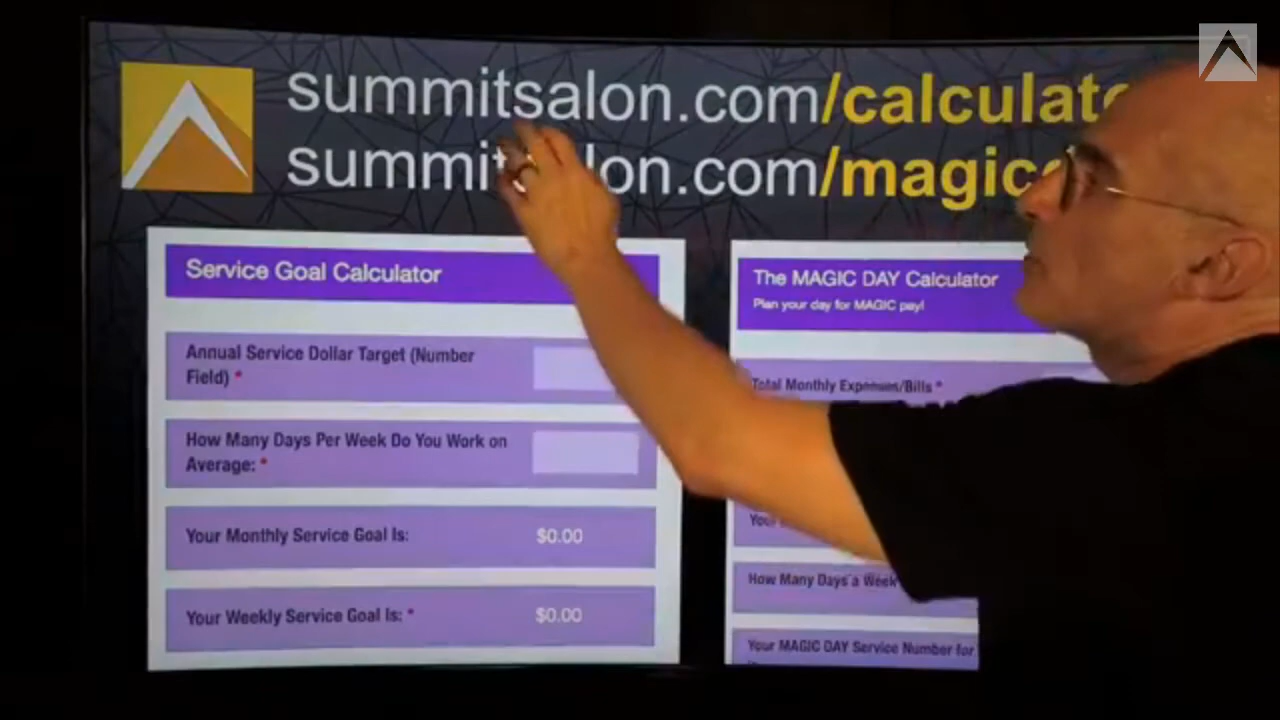 summitsalon.com/calculato
summitsalon.com/magic
Service Goal Calculator
Annual Service Dollar Target (Number
Field) *
How Many Days Per Week Do You Work on
Average: *
Your Monthly Service Goal Is:
$0.00
Your Weekly Service Goal Is: *
$0.00
The MAGIC DAY Calculator
Plan your day for MAGIC pay!
Total Monthly Expenses/Bills *
How Many Days a Week
Your MAGIC DAY Service Number for